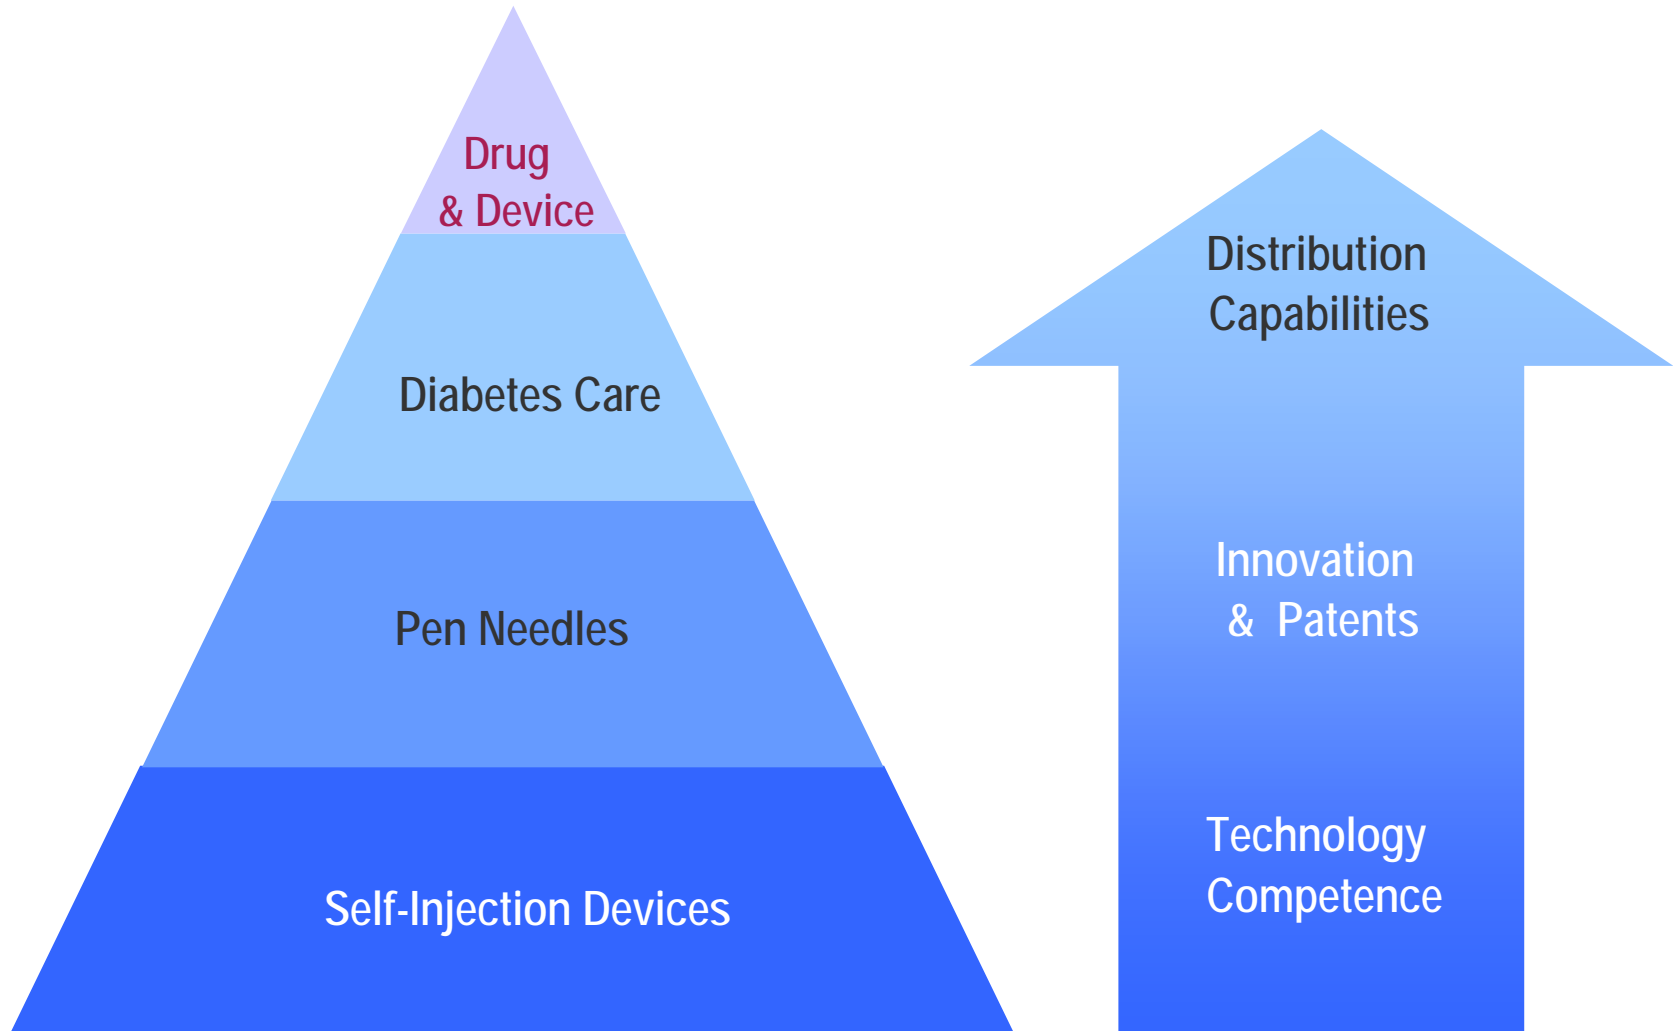 Drug
& Device
Diabetes Care
Pen Needles
Self-Injection Devices
Distribution
Capabilities
Innovation
& Patents
Technology
Competence